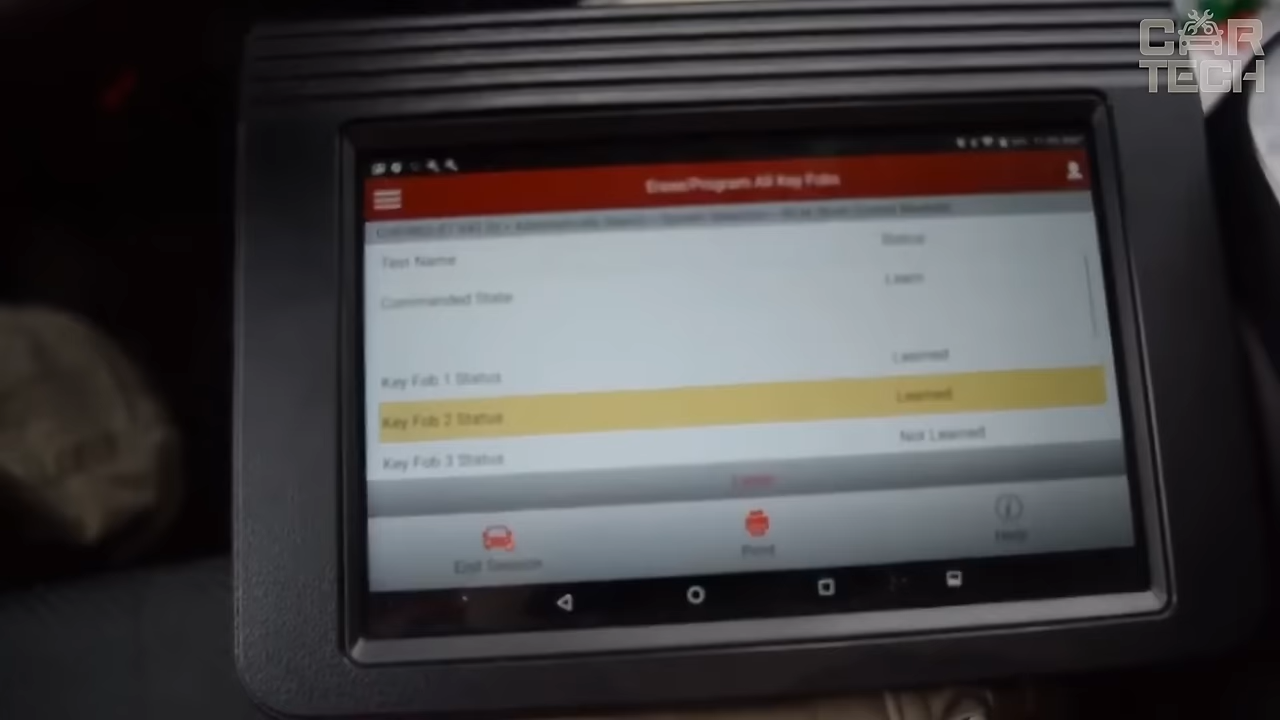 CAR
TECH
Erase/Program All Key Fobs
Test Name Status
Commanded State Learn
Key Fob 1 Status Learned
Key Fob 2 Status Learned
Key Fob 3 Status Not Learned
Learn
End Session Print Help